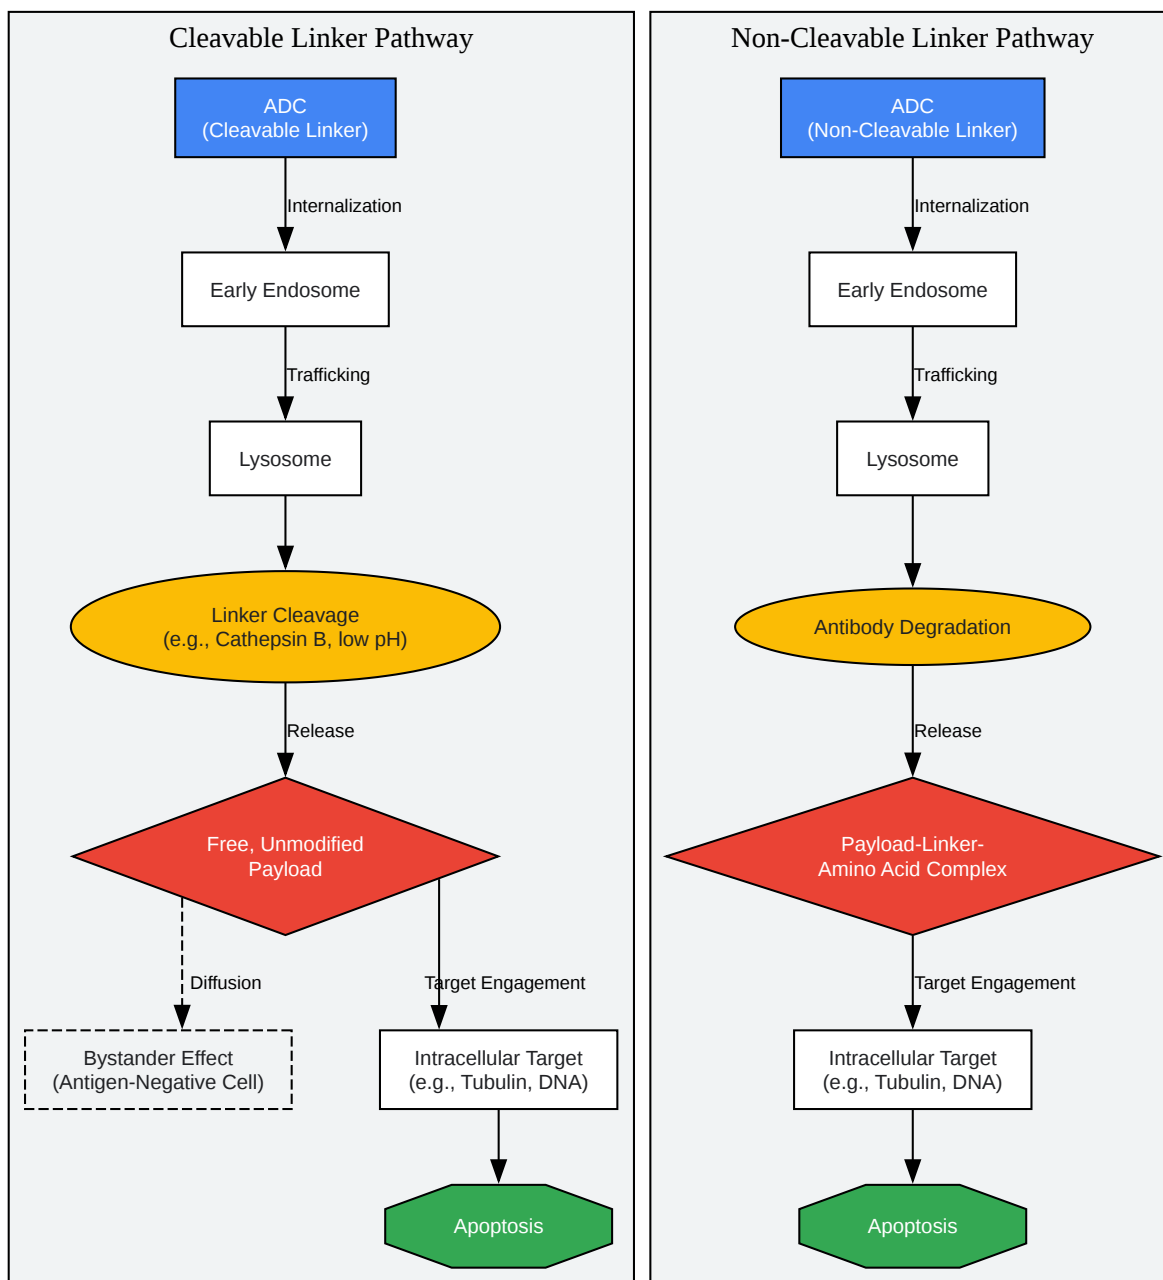 Cleavable Linker Pathway
ADC
(Cleavable Linker)
Internalization
Early Endosome
Trafficking
Lysosome
Linker Cleavage
(e.g., Cathepsin B, low pH)
Release
Free, Unmodified
Payload
Diffusion
Target Engagement
Bystander Effect
(Antigen-Negative Cell)
Intracellular Target
(e.g., Tubulin, DNA)
Apoptosis
Non-Cleavable Linker Pathway
ADC
(Non-Cleavable Linker)
Internalization
Early Endosome
Trafficking
Lysosome
Antibody Degradation
Release
Payload-Linker-
Amino Acid Complex
Target Engagement
Intracellular Target
(e.g., Tubulin, DNA)
Apoptosis